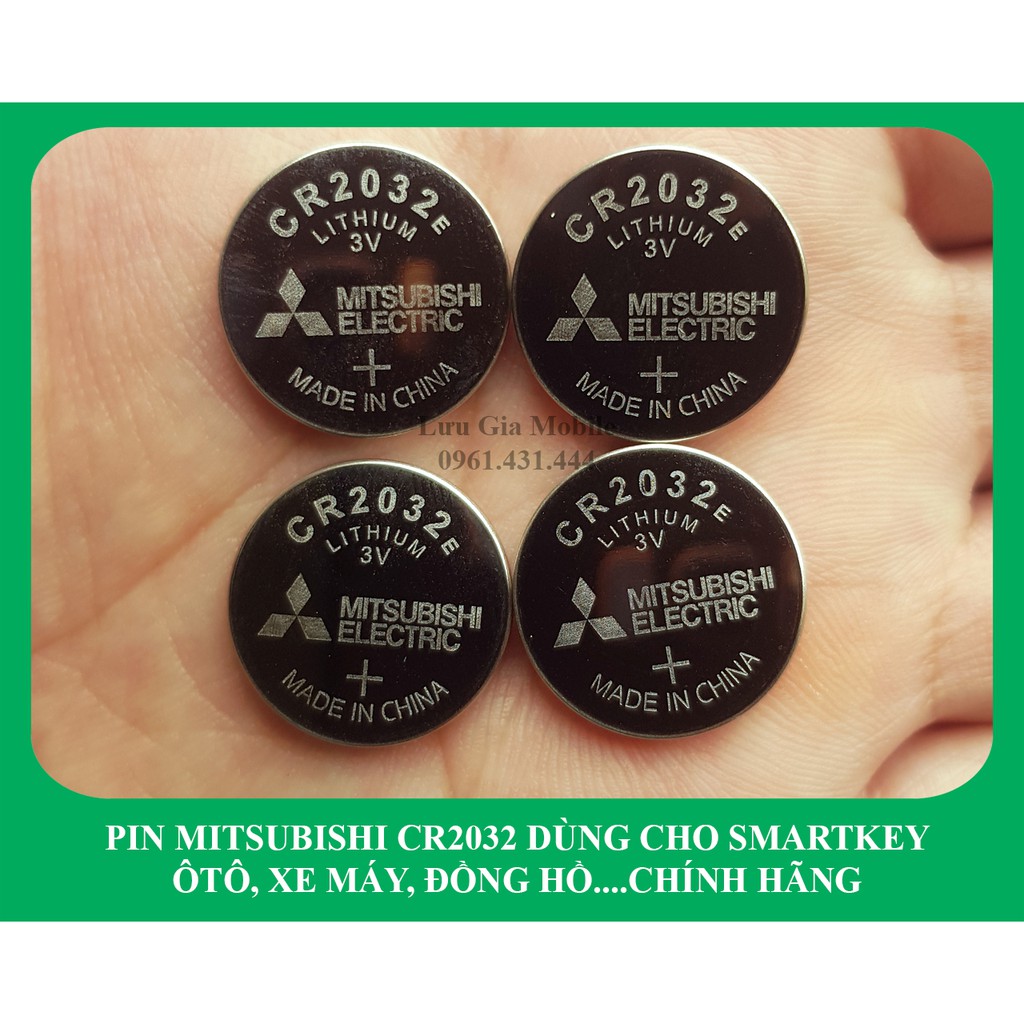 CR2032E
LITHIUM
3V
MITSUBISHI
ELECTRIC
+
MADE IN CHINA
CR2032E
LITHIUM
3V
MITSUBISHI
ELECTRIC
+
MADE IN CHINA
Lưu Gia Mobile
0961.431.444
CR2032E
LITHIUM
3V
MITSUBISHI
ELECTRIC
+
MADE IN CHINA
CR2032E
LITHIUM
3V
MITSUBISHI
ELECTRIC
+
MADE IN CHINA
PIN MITSUBISHI CR2032 DÙNG CHO SMARTKEY
ÔTÔ, XE MÁY, ĐỒNG HỒ....CHÍNH HÃNG